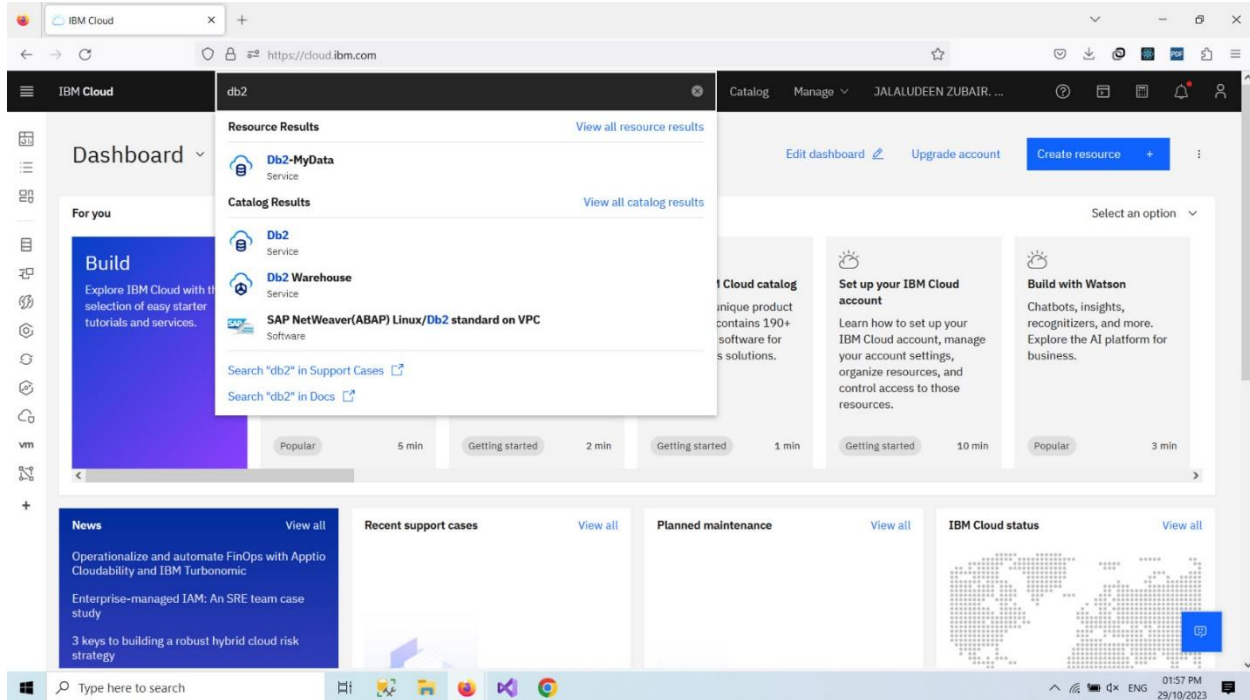 IBM Cloud
https://cloud.ibm.com
IBM Cloud
db2
Catalog
Manage
JALALUDEEN ZUBAIR. ...
Resource Results
View all resource results
Db2-MyData
Service
Catalog Results
View all catalog results
Db2
Service
Db2 Warehouse
Service
SAP NetWeaver(ABAP) Linux/Db2 standard on VPC
Software
Search "db2" in Support Cases
Search "db2" in Docs
Dashboard
Edit dashboard
Upgrade account
Create resource
For you
Select an option
Build
Explore IBM Cloud with
selection of easy starter
tutorials and services.
Popular
5 min
Getting started
2 min
Cloud catalog
product
contains 190+
software for
solutions.
Getting started
1 min
Set up your IBM Cloud
account
Learn how to set up your
IBM Cloud account, manage
your account settings,
organize resources, and
control access to those
resources.
Getting started
10 min
Build with Watson
Chatbots, insights,
recognitizers, and more.
Explore the AI platform for
business.
Popular
3 min
vm
News
View all
Operationalize and automate FinOps with Apptio
Cloudability and IBM Turbonomic
Enterprise-managed IAM: An SRE team case
study
3 keys to building a robust hybrid cloud risk
strategy
Recent support cases
View all
Planned maintenance
View all
IBM Cloud status
View all
Type here to search
ENG
01:57 PM
29/10/2023